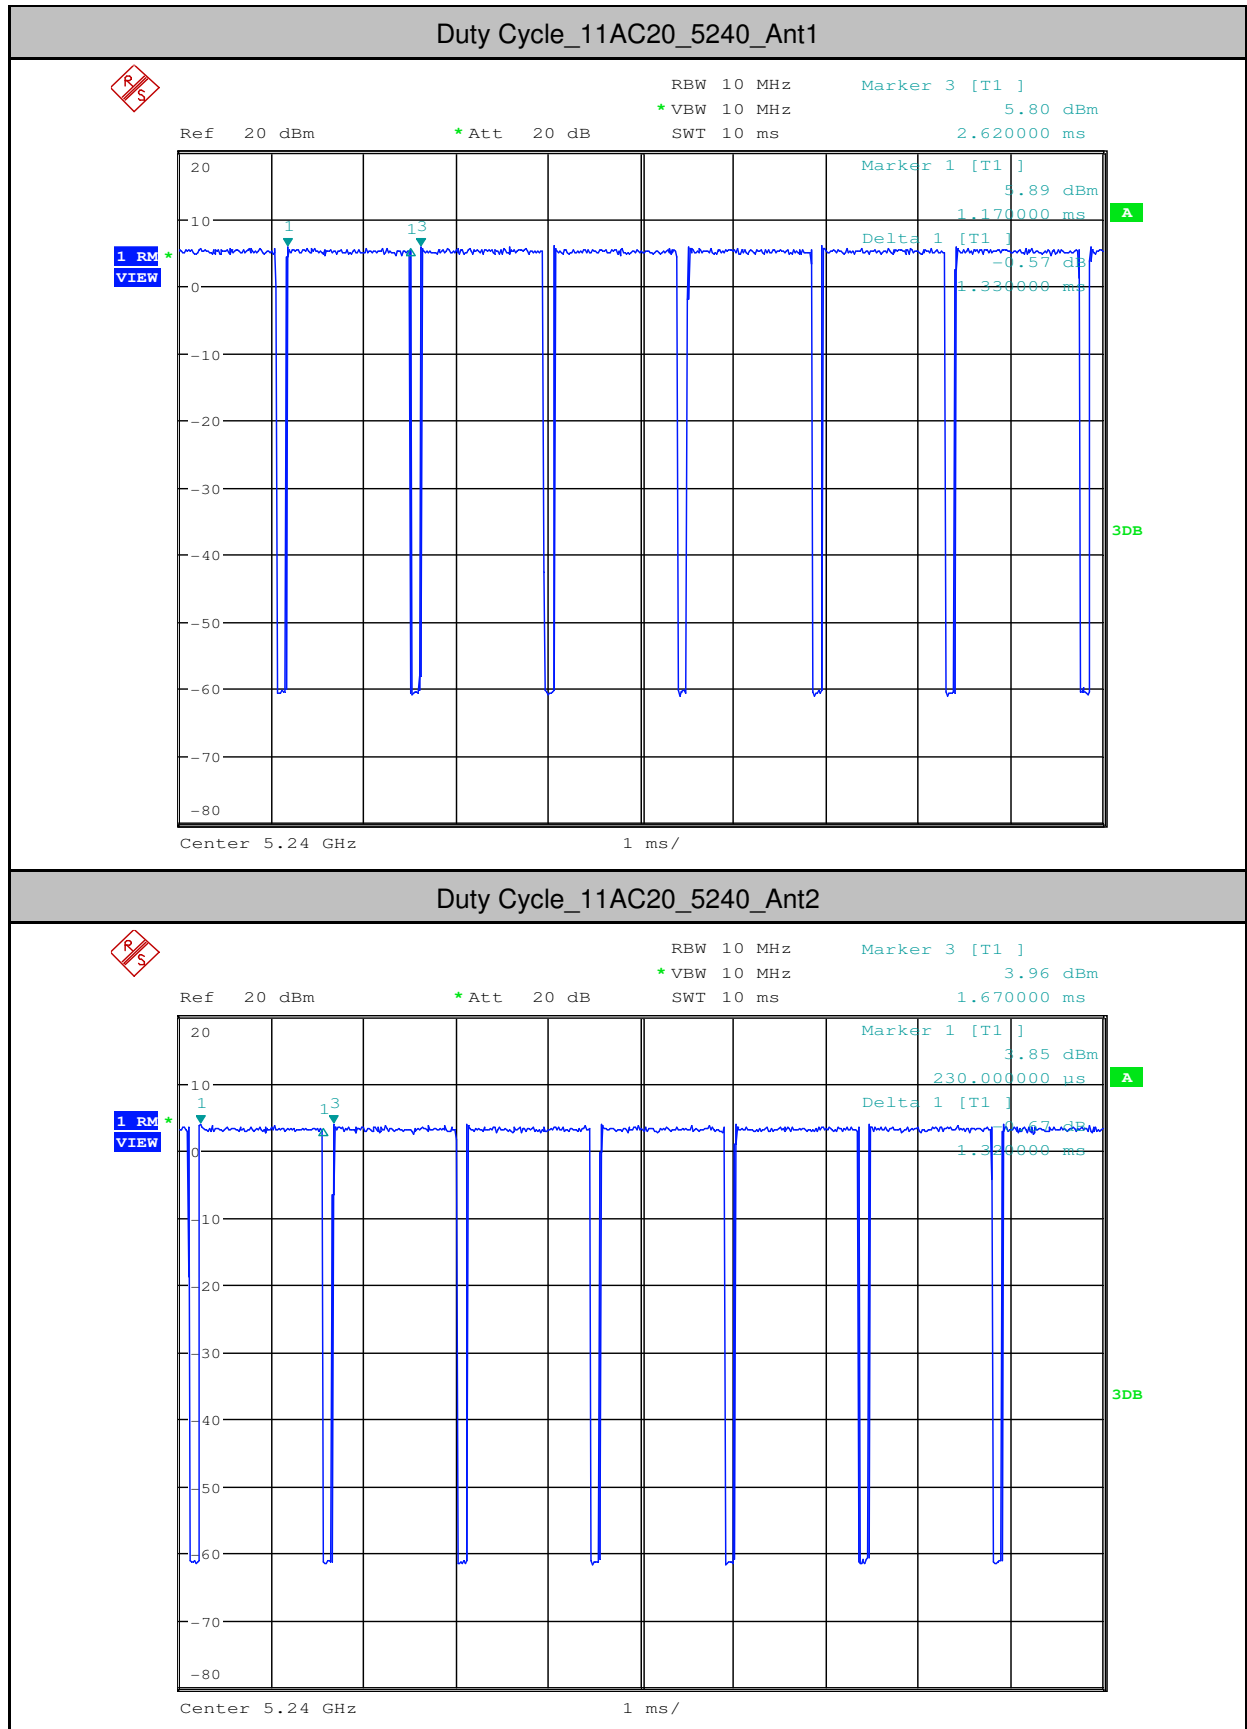 Duty Cycle_11AC20_5240_Ant1
R
S
RBW 10 MHz Marker 3 [T1 ]
* VBW 10 MHz 5.80 dBm
Ref 20 dBm * Att 20 dB SWT 10 ms 2.620000 ms
20 Marker 1 [T1 ]
5.89 dBm
1.170000 ms A
10
1 1 3 Delta 1 [T1 ]
1 RM *
-0.57 dB
VIEW
0 1.330000 ms
-10
-20
-30
3DB
-40
-50
-60
-70
-80
Center 5.24 GHz 1 ms/
Duty Cycle_11AC20_5240_Ant2
R
S
RBW 10 MHz Marker 3 [T1 ]
* VBW 10 MHz 3.96 dBm
Ref 20 dBm * Att 20 dB SWT 10 ms 1.670000 ms
20 Marker 1 [T1 ]
3.85 dBm
230.000000 µs A
10
1 1 3 Delta 1 [T1 ]
1 RM *
-0.67 dB
VIEW
0 1.320000 ms
-10
-20
-30
3DB
-40
-50
-60
-70
-80
Center 5.24 GHz 1 ms/